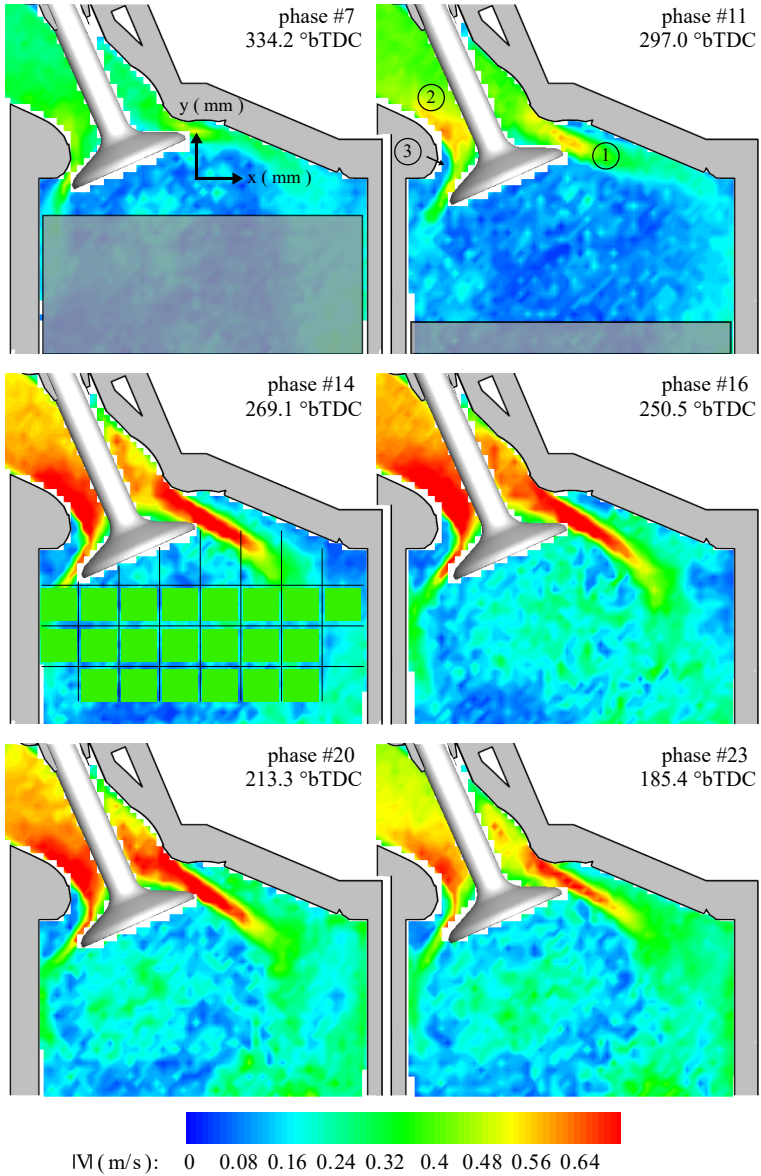 phase #7
334.2 °bTDC
y ( mm )
x ( mm )
phase #11
297.0 °bTDC
2
3
1
phase #14
269.1 °bTDC
phase #16
250.5 °bTDC
phase #20
213.3 °bTDC
phase #23
185.4 °bTDC
|V| ( m/s ): 0 0.08 0.16 0.24 0.32 0.4 0.48 0.56 0.64